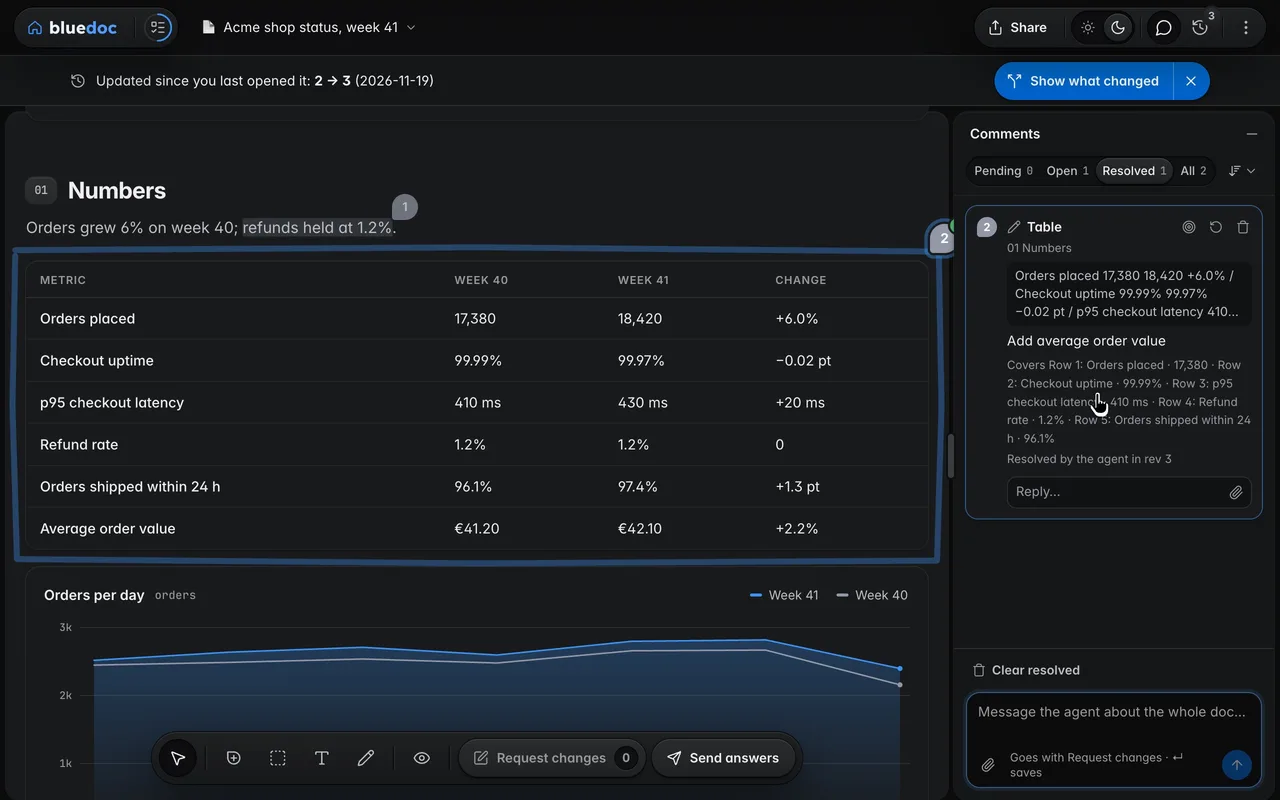 bluedoc
Acme shop status, week 41
Share
3
Updated since you last opened it: 2 → 3 (2026-11-19)
Show what changed
01 Numbers
1
Orders grew 6% on week 40; refunds held at 1.2%.
2
METRIC WEEK 40 WEEK 41 CHANGE
Orders placed 17,380 18,420 +6.0%
Checkout uptime 99.99% 99.97% −0.02 pt
p95 checkout latency 410 ms 430 ms +20 ms
Refund rate 1.2% 1.2% 0
Orders shipped within 24 h 96.1% 97.4% +1.3 pt
Average order value €41.20 €42.10 +2.2%
Orders per day orders
Week 41 Week 40
3k
2k
1k
Request changes 0
Send answers
Comments
Pending 0 Open 1 Resolved 1 All 2
2 Table
01 Numbers
Orders placed 17,380 18,420 +6.0% /
Checkout uptime 99.99% 99.97%
−0.02 pt / p95 checkout latency 410...
Add average order value
Covers Row 1: Orders placed · 17,380 · Row
2: Checkout uptime · 99.99% · Row 3: p95
checkout latency · 410 ms · Row 4: Refund
rate · 1.2% · Row 5: Orders shipped within 24
h · 96.1%
Resolved by the agent in rev 3
Reply...
Clear resolved
Message the agent about the whole doc...
Goes with Request changes · ↵
saves